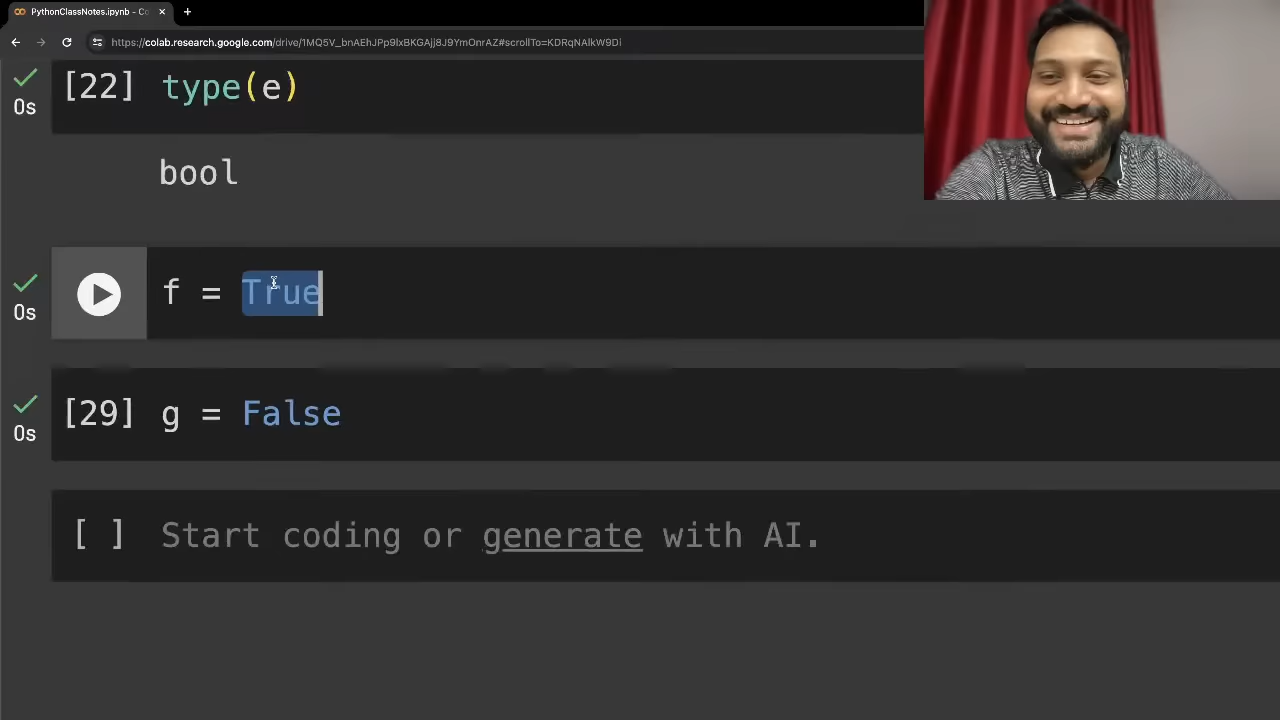 PythonClassNotes.ipynb - Co
https://colab.research.google.com/drive/1MQ5V_bnAEhJPp9lxBKGAjj8J9YmOnrAZ#scrollTo=KDRqNAlkW9Di
[22] type(e)
0s
bool
f = True
0s
[29] g = False
0s
[ ] Start coding or generate with AI.